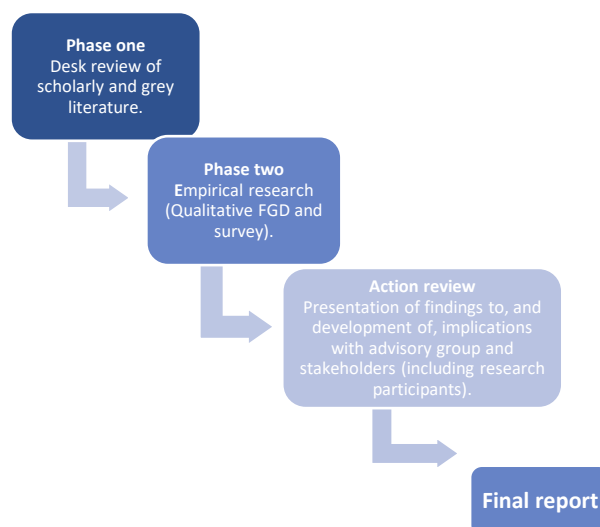 Phase one
Desk review of
scholarly and grey
literature.
Phase two
Empirical research
(Qualitative FGD and
survey).
Action review
Presentation of findings to, and
development of, implications
with advisory group and
stakeholders (including research
participants).
Final report